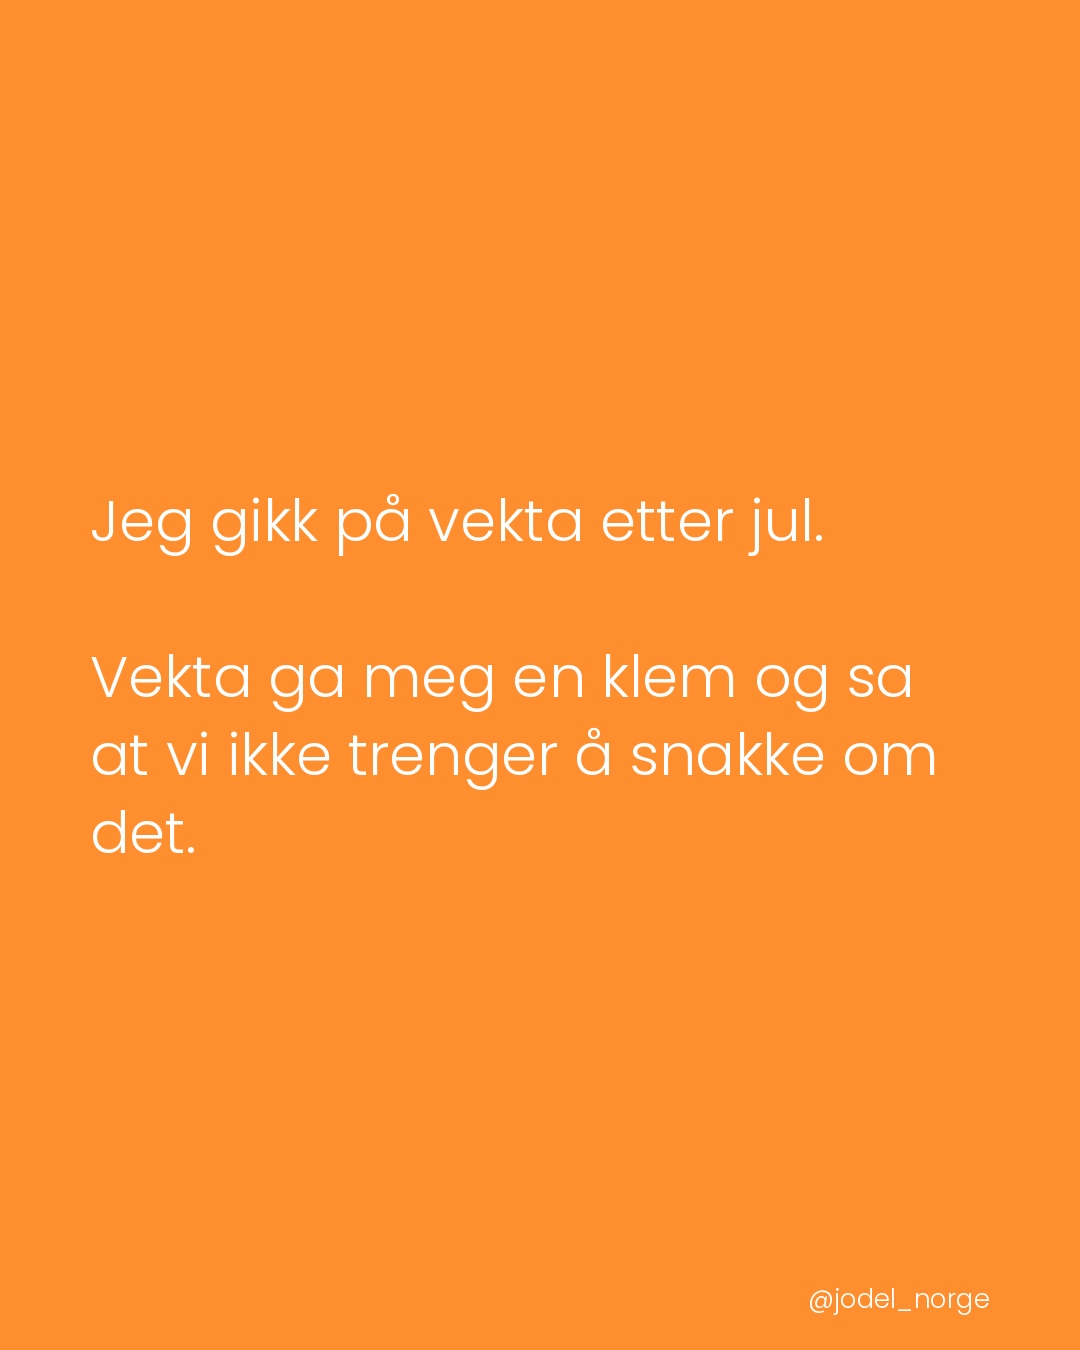 Jeg gikk på vekta etter jul.
Vekta ga meg en klem og sa
at vi ikke trenger å snakke om
det.
@jodel_norge